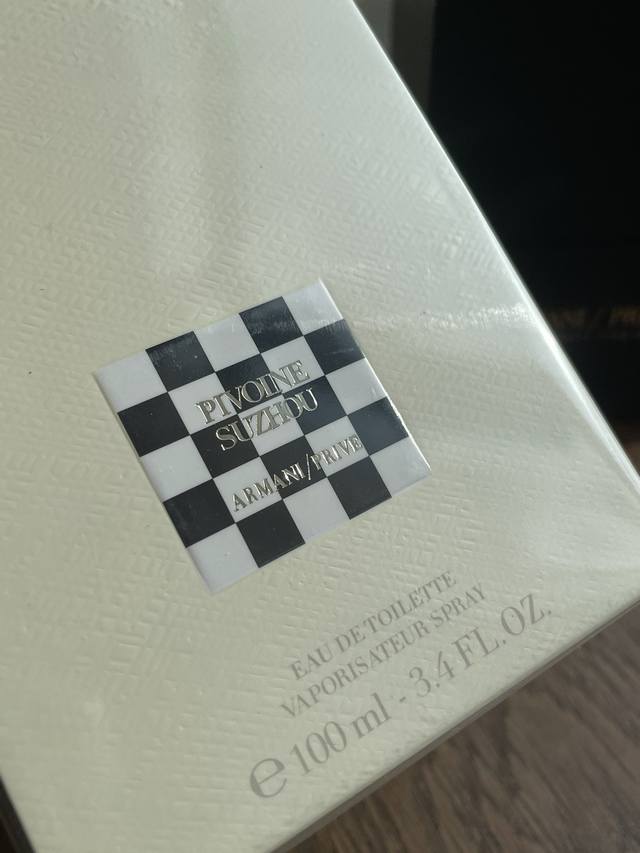 PIVOINE
SUZHOU
ARMANI/PRIVE
EAU DE TOILETTE
VAPORISATEUR SPRAY
e 100 ml - 3.4 FL.OZ.